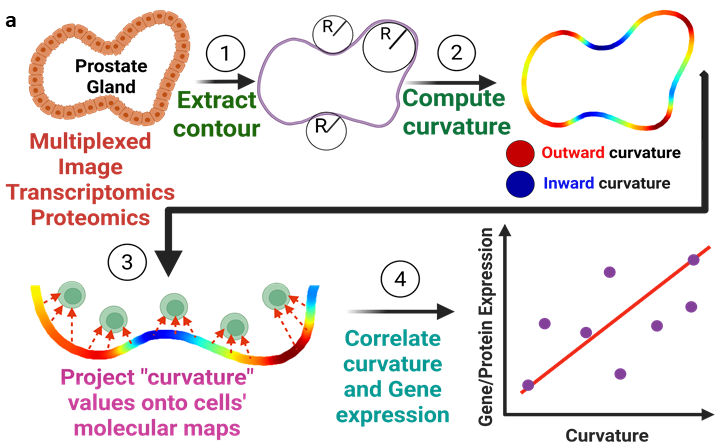 a
Prostate
Gland
Multiplexed
Image
Transcriptomics
Proteomics
1
Extract
contour
R
R
R
2
Compute
curvature
Outward curvature
Inward curvature
3
Project "curvature"
values onto cells'
molecular maps
4
Correlate
curvature
and Gene
expression
Gene/Protein Expression
Curvature